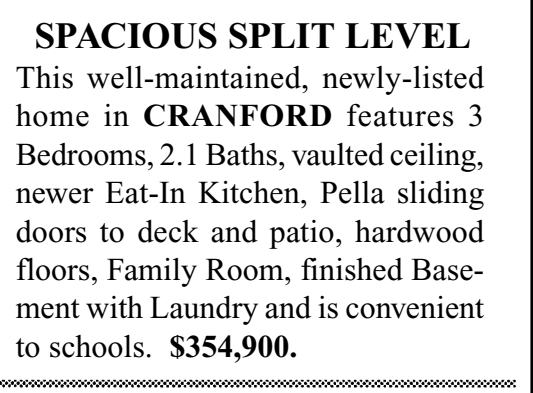 SPACIOUS SPLIT LEVEL
This well-maintained, newly-listed
home in CRANFORD features 3
Bedrooms, 2.1 Baths, vaulted ceiling,
newer Eat-In Kitchen, Pella sliding
doors to deck and patio, hardwood
floors, Family Room, finished Base-
ment with Laundry and is convenient
to schools. $354,900.